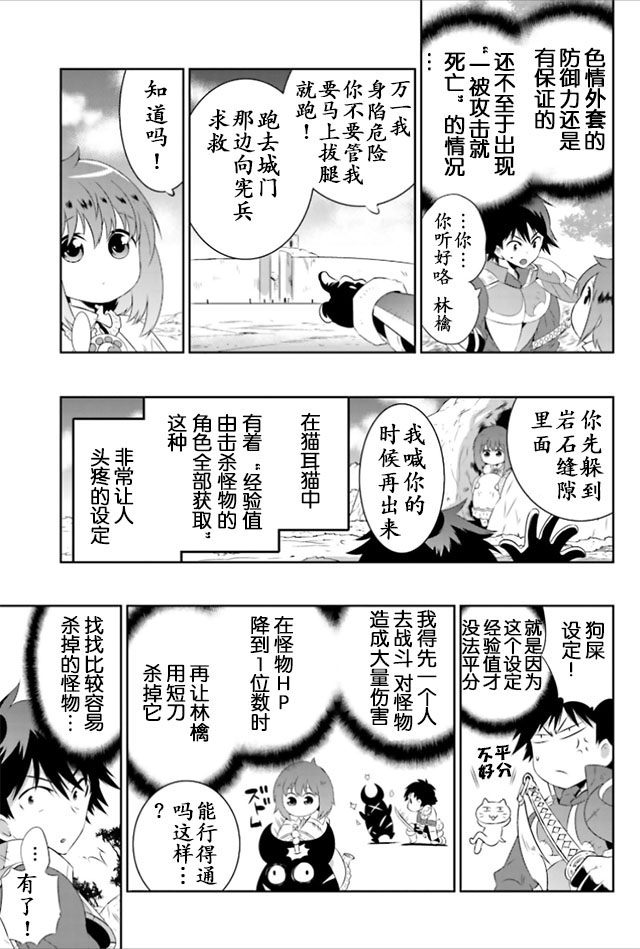 色情外套的
防御力还是
有保证的
还不至于出现
“一被攻击就
死亡”的情况
…
…你…
你听好咯
林檎
万一我
身陷危险
你不要管我
要马上拔腿
就跑！
跑去城门
那边向宪兵
求救
知道吗！
你先躲到
岩石缝隙
里面
我喊你的
时候再出来
在猫耳猫中
有着“经验值
由击杀怪物的
角色全部获取”
这种
非常让人
头疼的设定
狗屎
设定！
就是因为
这个设定
经验值才
没法平分
平分
不好
我得先一个人
去战斗 对怪物
造成大量伤害
在怪物HP
降到1位数时
再让林檎
用短刀
杀掉它
能行得通
吗这样…
？
找找比较容易
杀掉的怪物…
…有了！